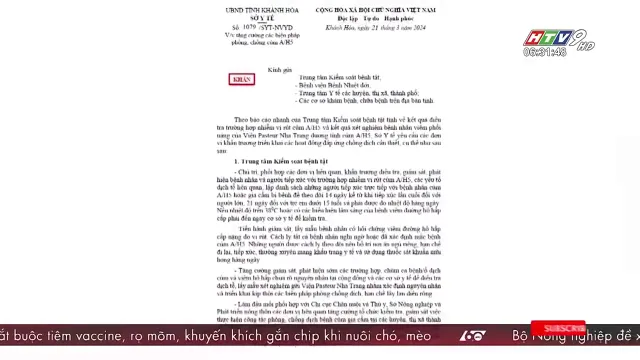 UBND TỈNH KHÁNH HÒA
SỞ Y TẾ
CỘNG HÒA XÃ HỘI CHỦ NGHĨA VIỆT NAM
Độc lập - Tự do - Hạnh phúc
Số 1079 /SYT-NVYD
Khánh Hòa, ngày 21 tháng 3 năm 2024
V/v tăng cường các biện pháp
phòng, chống cúm A/H5
HTV9 HD
06:31:48
KHẨN
Kính gửi
- Trung tâm Kiểm soát bệnh tật,
- Bệnh viện Bệnh Nhiệt đới,
- Trung tâm Y tế các huyện, thị xã, thành phố;
- Các cơ sở khám bệnh, chữa bệnh trên địa bàn tỉnh.
Theo báo cáo nhanh của Trung tâm Kiểm soát bệnh tật tỉnh về kết quả điều
tra trường hợp nhiễm vi rút cúm A/H5 và kết quả xét nghiệm bệnh nhân viêm phổi
nặng của Viện Pasteur Nha Trang dương tính cúm A/H5. Sở Y tế yêu cầu các đơn
vị khẩn trương triển khai các hoạt động đáp ứng chống dịch cần thiết, cụ thể như sau
sau:
1. Trung tâm Kiểm soát bệnh tật
- Chủ trì, phối hợp các đơn vị liên quan, khẩn trương điều tra, giám sát, phát
hiện bệnh nhân và người tiếp xúc với trường hợp nhiễm vi rút cúm A/H5, các yếu tố
dịch tễ liên quan, lập danh sách những người tiếp xúc trực tiếp với bệnh nhân cúm
A/H5 hoặc gia cầm bị bệnh để theo dõi 14 ngày kể từ khi tiếp xúc lần cuối đối với
người lớn, 21 ngày đối với trẻ em dưới 15 tuổi và phải được đo nhiệt độ hàng ngày.
Nếu nhiệt độ trên 38°C hoặc có các biểu hiện lâm sàng của bệnh viêm đường hô hấp
cấp phải đến ngay cơ sở y tế để kiểm tra.
Tiến hành giám sát, lấy mẫu bệnh nhân có hội chứng viêm đường hô hấp
cấp nặng do vi rút. Cách ly tất cả bệnh nhân nghi ngờ hoặc đã xác định mắc bệnh
cúm A/H5. Những người được cách ly theo dõi nên bố trí nơi ăn ngủ riêng, hạn chế
đi lại, tiếp xúc, thường xuyên mang khẩu trang y tế và sử dụng thuốc sát khuẩn mũi
họng hàng ngày
- Tăng cường giám sát, phát hiện sớm các trường hợp, chùm ca bệnh/ổ dịch
cúm và viêm hô hấp chưa rõ nguyên nhân tại cộng đồng và các cơ sở y tế để điều tra
dịch tễ, lấy mẫu xét nghiệm gửi Viện Pasteur Nha Trang nhằm xác định nguyên nhân
và triển khai kịp thời các biện pháp phòng chống dịch, hạn chế lây lan diện rộng.
- Làm đầu mối phối hợp với Chi cục Chăn nuôi và Thú y, Sở Nông nghiệp và
Phát triển nông thôn các đơn vị liên quan tăng cường tổ chức kiểm tra, giám sát việc
thực hiện công tác phòng, chống dịch bệnh của gia cầm tại các huyện, thị xã thành
ắt buộc tiêm vaccine, rọ mõm, khuyến khích gắn chip khi nuôi chó, mèo
Bộ Nông nghiệp đề x